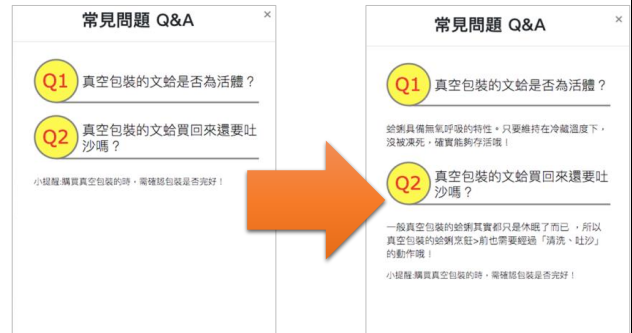 常見問題 Q&A
×
Q1
真空包裝的文蛤是否為活體？
Q2
真空包裝的文蛤買回來還要吐
沙嗎？
小提醒:購買真空包裝的時，需確認包裝是否完好！
常見問題 Q&A
×
Q1
真空包裝的文蛤是否為活體？
蛤蜊具備無氧呼吸的特性。只要維持在冷藏溫度下，
沒被凍死，確實能夠存活哦！
Q2
真空包裝的文蛤買回來還要吐
沙嗎？
一般真空包裝的蛤蜊其實都只是休眠了而已 ，所以
真空包裝的蛤蜊烹飪>前也需要經過「清洗、吐沙」
的動作哦！
小提醒:購買真空包裝的時，需確認包裝是否完好！